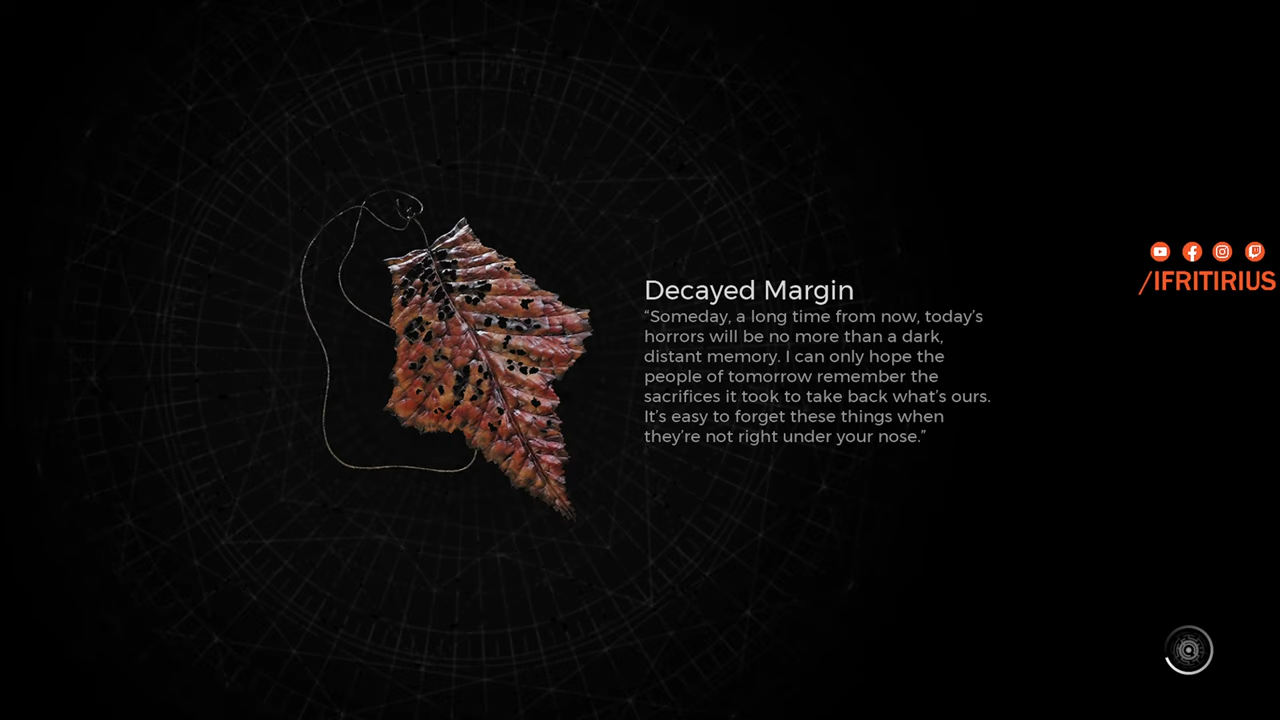 Decayed Margin
“Someday, a long time from now, today’s
horrors will be no more than a dark,
distant memory. I can only hope the
people of tomorrow remember the
sacrifices it took to take back what’s ours.
It’s easy to forget these things when
they’re not right under your nose.”
/IFRITIRIUS